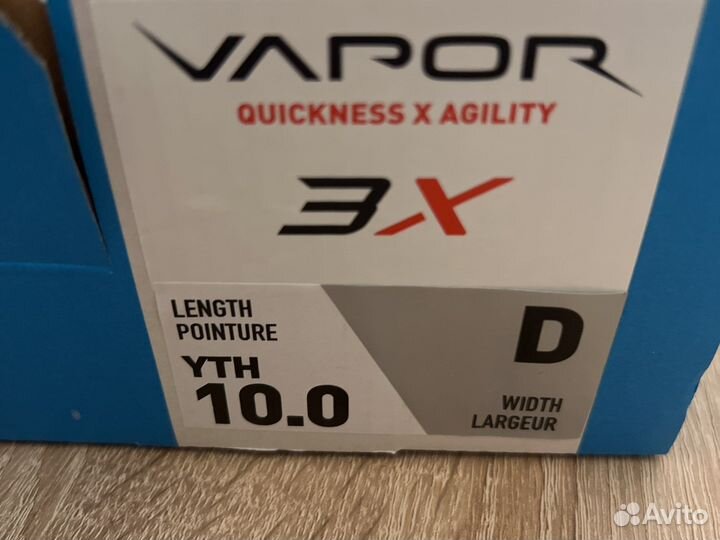 VAPOR
QUICKNESS X AGILITY
3X
LENGTH
POINTURE
YTH
10.0
D
WIDTH
LARGEUR
Avito